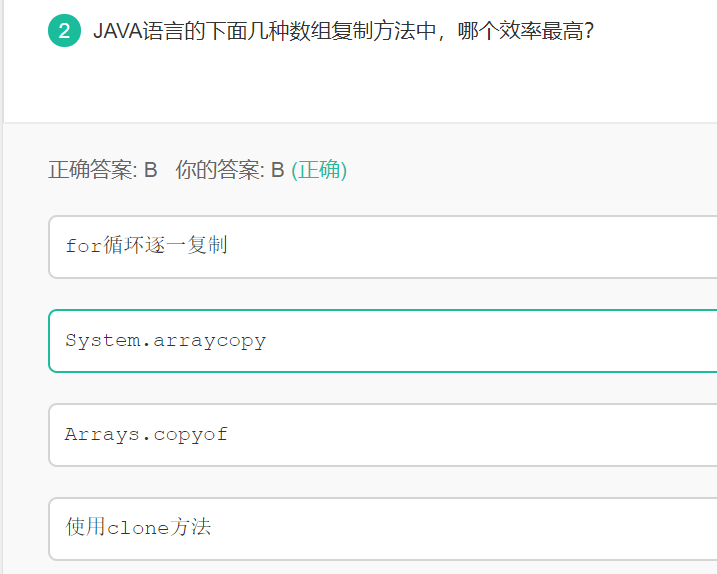 2 JAVA语言的下面几种数组复制方法中，哪个效率最高?
正确答案: B 你的答案: B (正确)
for循环逐一复制
System.arraycopy
Arrays.copyof
使用clone方法